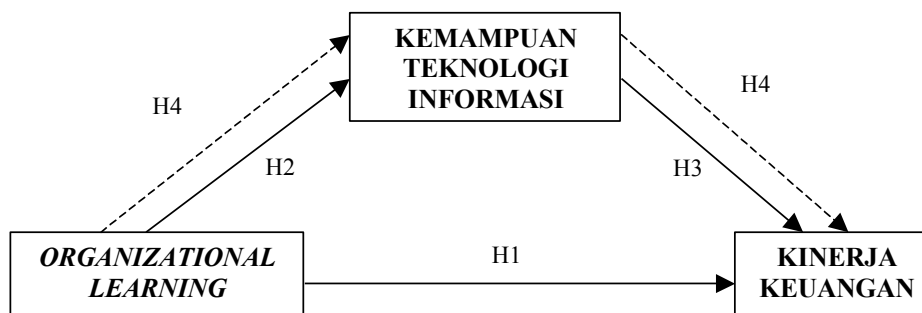 KEMAMPUAN
TEKNOLOGI
INFORMASI
H4
H4
H2
H3
ORGANIZATIONAL
LEARNING
H1
KINERJA
KEUANGAN